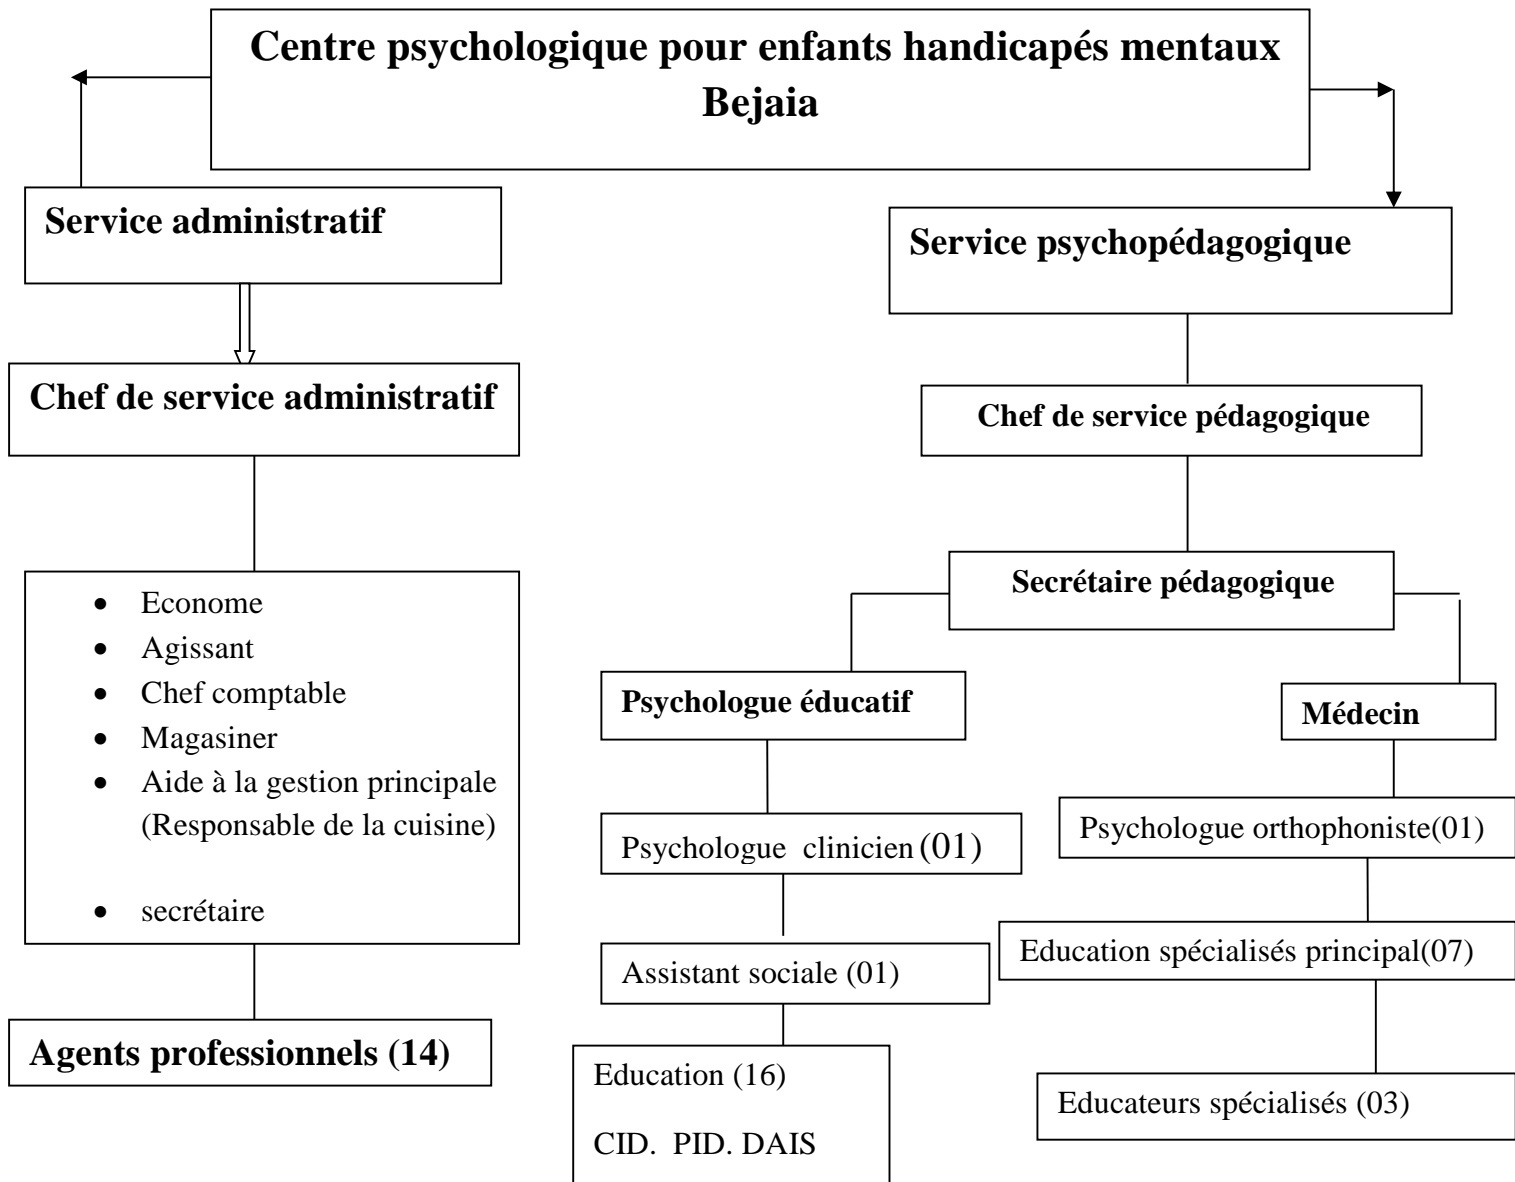 Centre psychologique pour enfants handicapés mentaux
Bejaia
Service administratif
Chef de service administratif
• Econome
• Agissant
• Chef comptable
• Magasiner
• Aide à la gestion principale
(Responsable de la cuisine)
• secrétaire
Agents professionnels (14)
Service psychopédagogique
Chef de service pédagogique
Secrétaire pédagogique
Psychologue éducatif
Psychologue clinicien (01)
Assistant sociale (01)
Education (16)
CID. PID. DAIS
Médecin
Psychologue orthophoniste(01)
Education spécialisés principal(07)
Educateurs spécialisés (03)